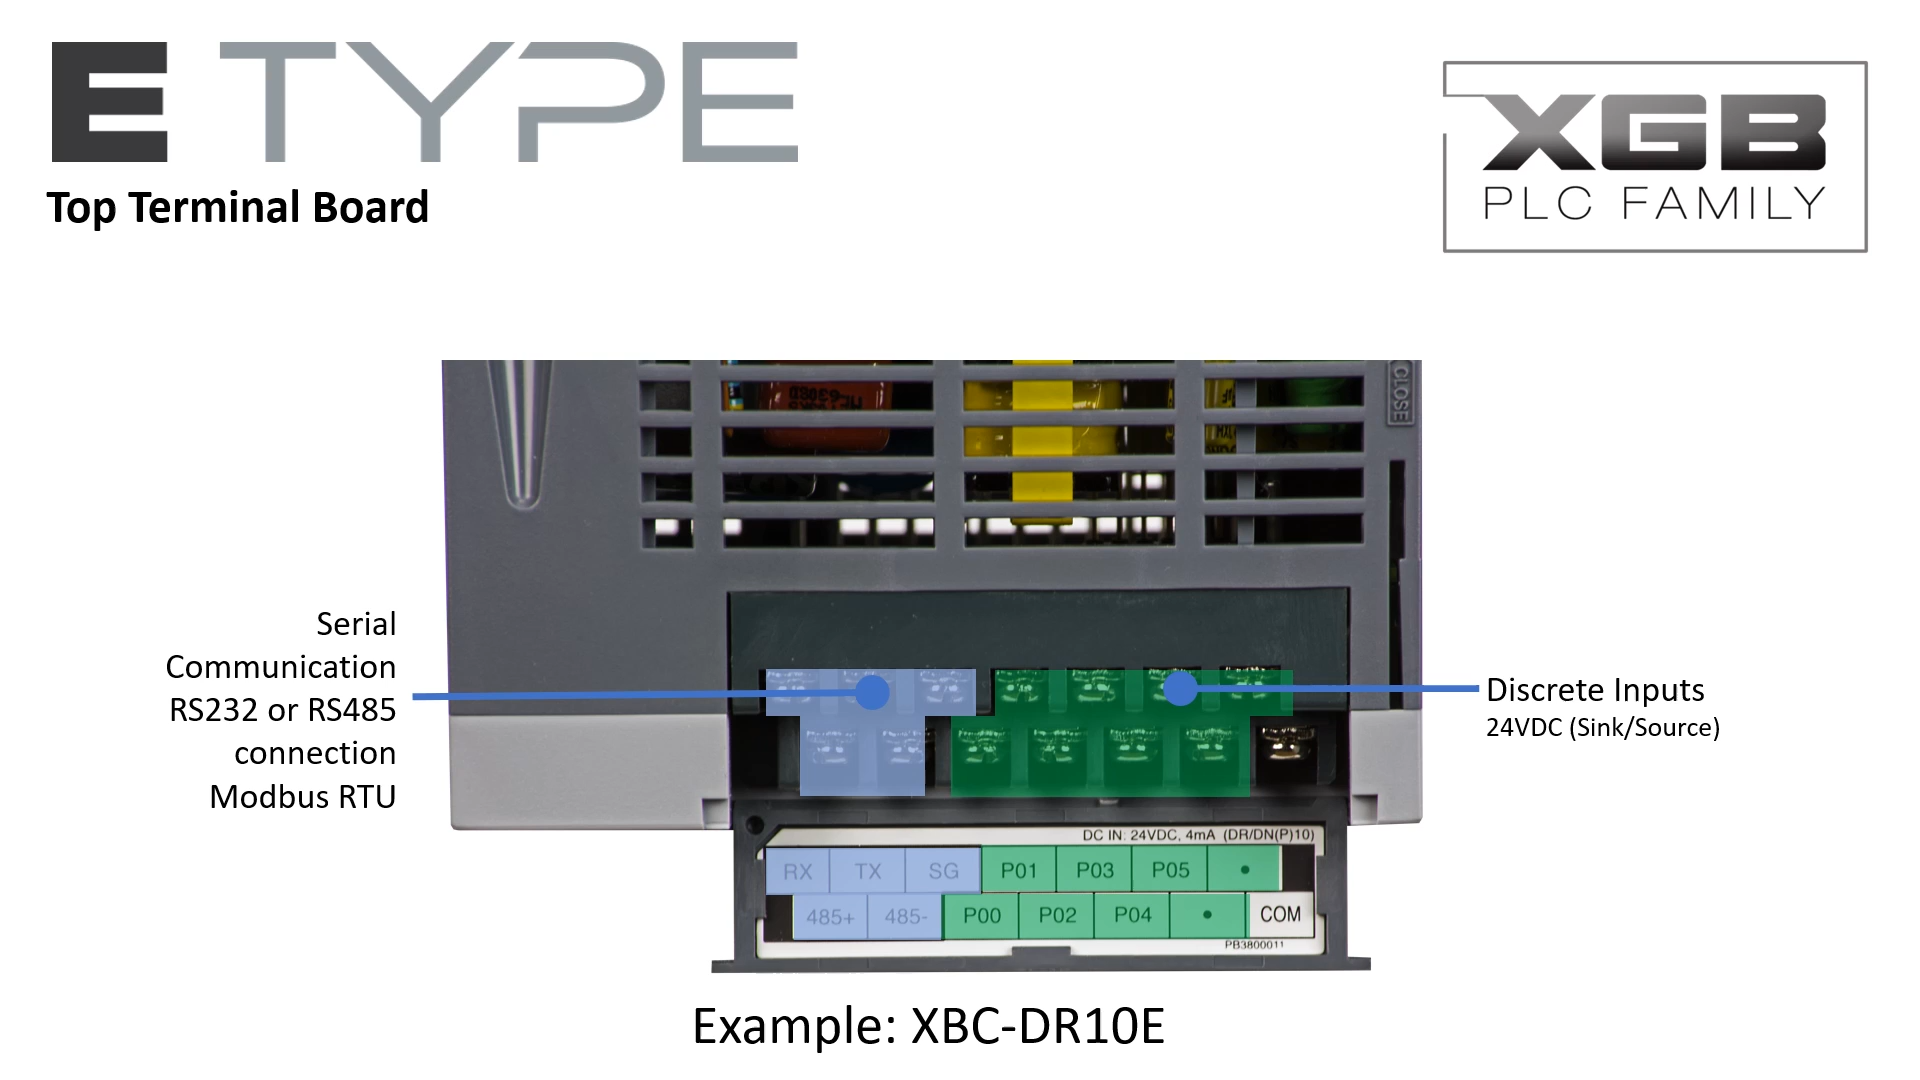 E TYPE
Top Terminal Board
XGB
PLC FAMILY
CLOSE
Serial
Communication
RS232 or RS485
connection
Modbus RTU
Discrete Inputs
24VDC (Sink/Source)
DC IN: 24VDC, 4mA (DR/DN(P)10)
RX TX SG P01 P03 P05 •
485+ 485- P00 P02 P04 • COM
PB3800011
Example: XBC-DR10E